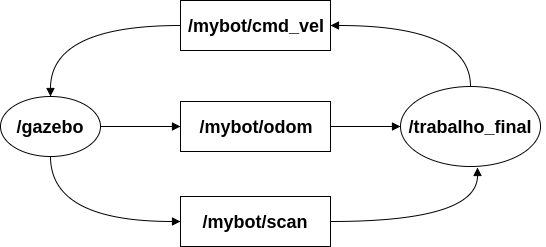 /mybot/cmd_vel
/gazebo
/mybot/odom
/trabalho_final
/mybot/scan